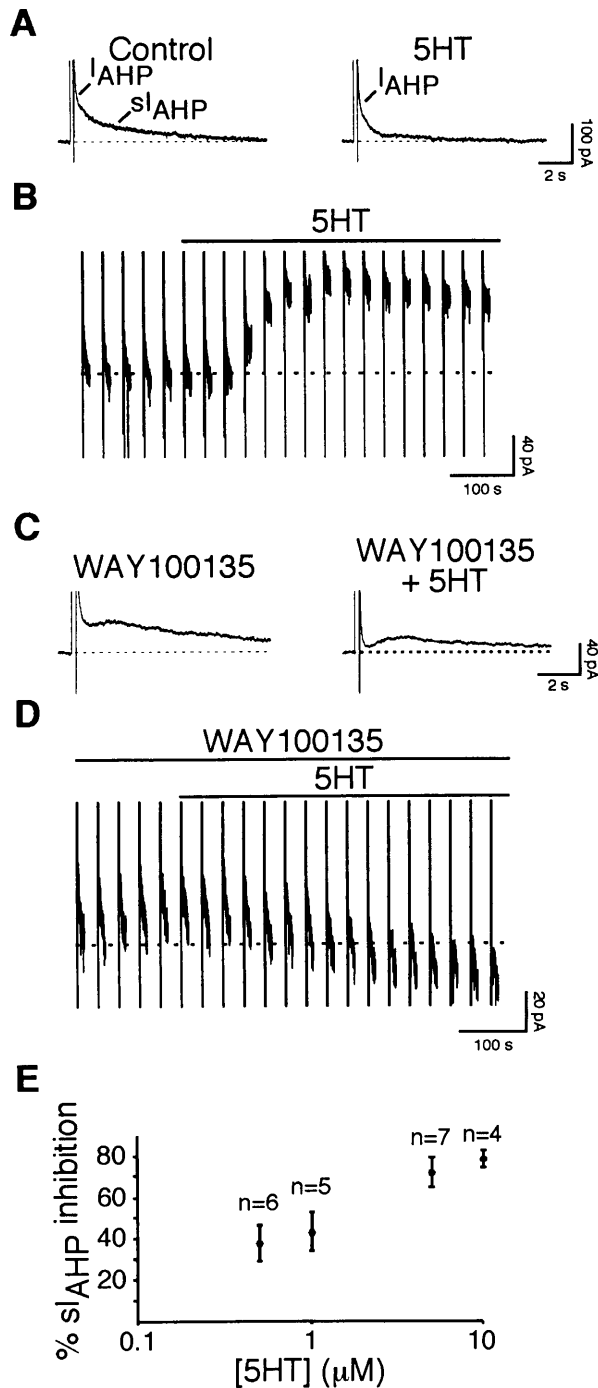 A
Control
5HT
IAHP
sIAHP
IAHP
100 pA
2 s
B
5HT
40 pA
100 s
C
WAY100135
WAY100135
+ 5HT
40 pA
2 s
D
WAY100135
5HT
20 pA
100 s
E
% sIAHP inhibition
80
60
40
20
n=6
n=5
n=7
n=4
0.1
1
10
[5HT] (μM)